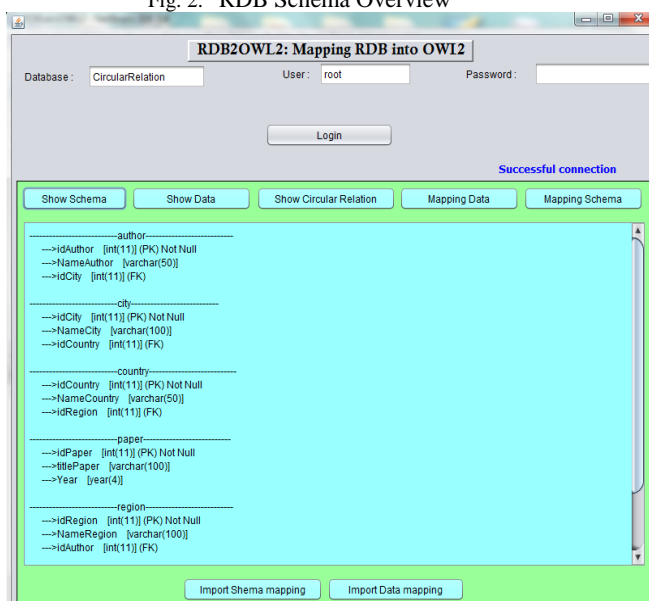 Fig. 2. RDB Schema Overview
RDB2OWL2: Mapping RDB into OWl2
Database : CircularRelation User : root Password :
Login
Successful connection
Show Schema Show Data Show Circular Relation Mapping Data Mapping Schema
----------------------------author----------------------------
--->idAuthor [int(11)] (PK) Not Null
--->NameAuthor [varchar(50)]
--->idCity [int(11)] (FK)
----------------------------city----------------------------
--->idCity [int(11)] (PK) Not Null
--->NameCity [varchar(100)]
--->idCountry [int(11)] (FK)
----------------------------country----------------------------
--->idCountry [int(11)] (PK) Not Null
--->NameCountry [varchar(50)]
--->idRegion [int(11)] (FK)
----------------------------paper----------------------------
--->idPaper [int(11)] (PK) Not Null
--->titlePaper [varchar(100)]
--->Year [year(4)]
----------------------------region----------------------------
--->idRegion [int(11)] (PK) Not Null
--->NameRegion [varchar(100)]
--->idAuthor [int(11)] (FK)
Import Shema mapping Import Data mapping